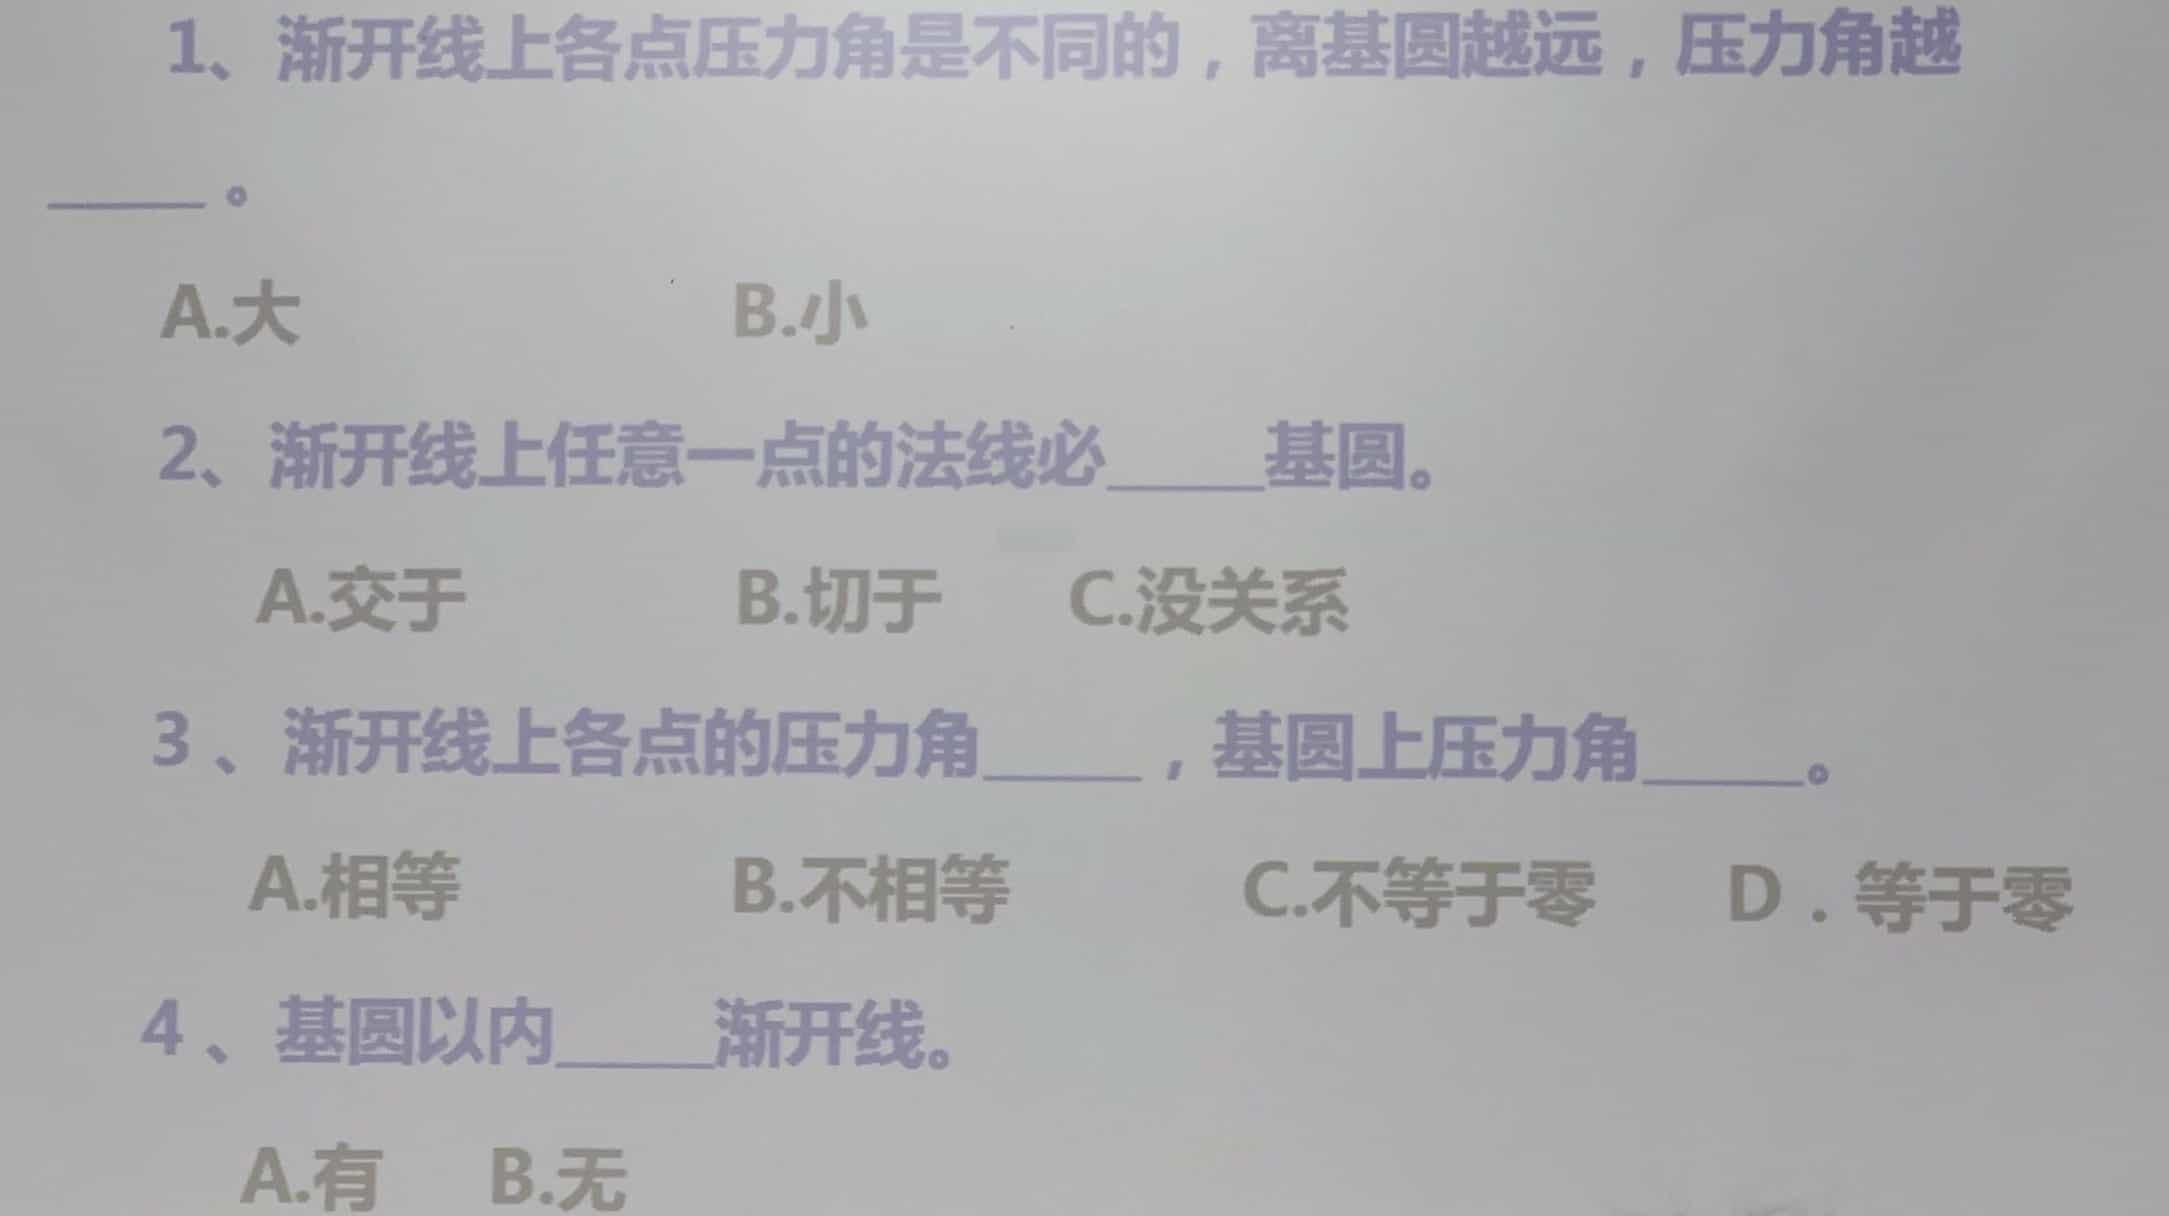 1、渐开线上各点压力角是不同的，离基圆越远，压力角越
_____。
A.大 B.小
2、渐开线上任意一点的法线必_____基圆。
A.交于 B.切于 C.没关系
3、渐开线上各点的压力角_____，基圆上压力角_____。
A.相等 B.不相等 C.不等于零 D．等于零
4、基圆以内_____渐开线。
A.有 B.无